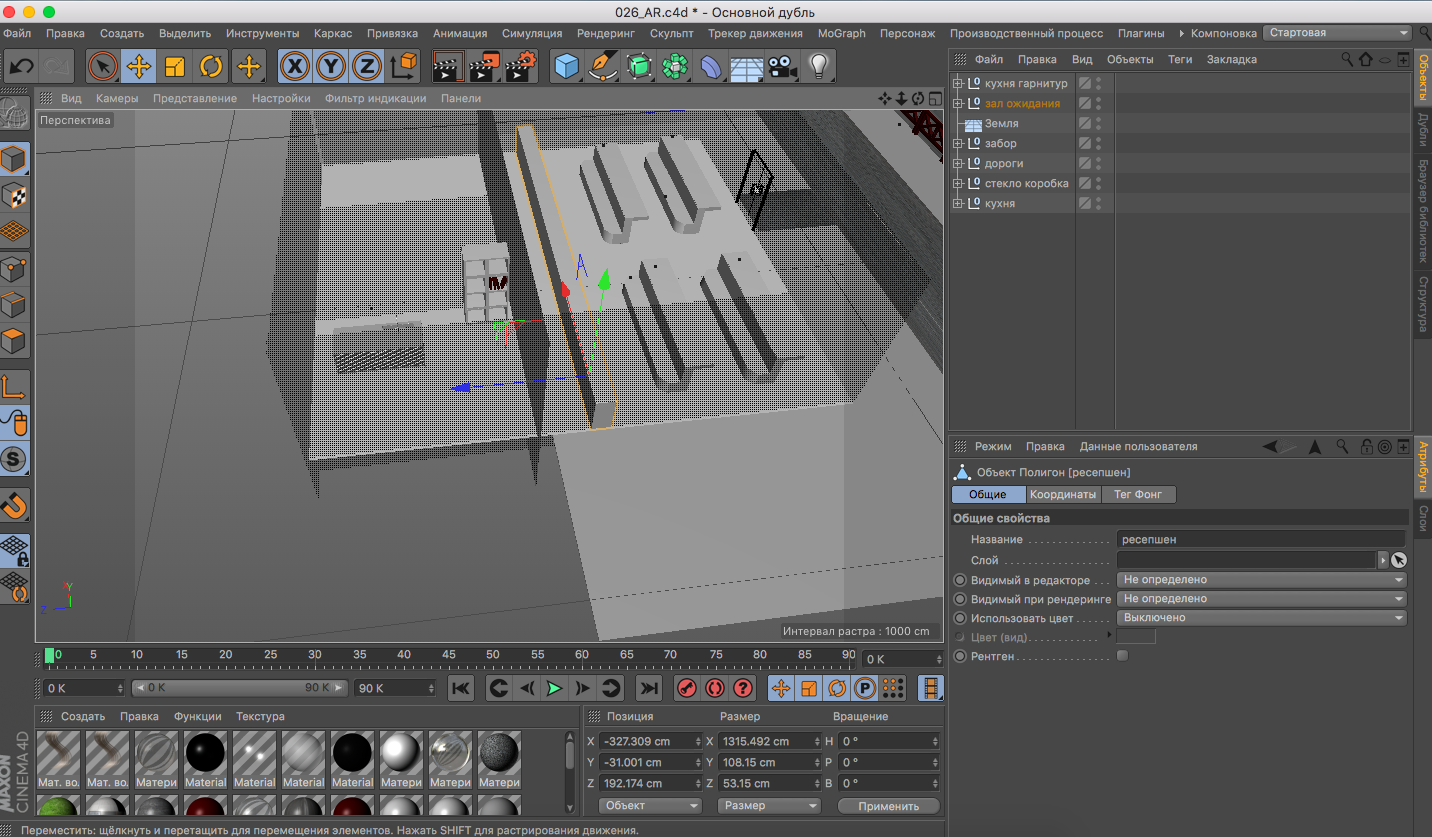 026_AR.c4d * - Основной дубль
Файл Правка Создать Выделить Инструменты Каркас Привязка Анимация Симуляция Рендеринг Скульпт Трекер движения MoGraph Персонаж Производственный процесс Плагины Компоновка Стартовая
X Y Z
Файл Правка Вид Объекты Теги Закладка
Вид Камеры Представление Настройки Фильтр индикации Панели
Перспектива
кухня гарнитур
зал ожидания
Земля
забор
дороги
стекло коробка
кухня
Объекты
Дубли
Браузер библиотек
Структура
S
Y
Z
Интервал растра : 1000 cm
Режим Правка Данные пользователя
Объект Полигон [ресепшен]
Общие Координаты Тег Фонг
Общие свойства
Название ресепшен
Слой
Видимый в редакторе Не определено
Видимый при рендеринге Не определено
Использовать цвет Выключено
Цвет (вид)
Рентген
Атрибуты
Слои
0 5 10 15 20 25 30 35 40 45 50 55 60 65 70 75 80 85 90 0 K
0 K 0 K 90 K 90 K ? P
Создать Правка Функции Текстура
Мат. во. Мат. во. Матери Material Material Material Material Матери Матери Матери
Позиция Размер Вращение
X -327.309 cm X 1315.492 cm H 0 °
Y -31.001 cm Y 108.15 cm P 0 °
Z 192.174 cm Z 53.15 cm B 0 °
Объект Размер Применить
MAXON
CINEMA4D
Переместить: щёлкнуть и перетащить для перемещения элементов. Нажать SHIFT для растрирования движения.